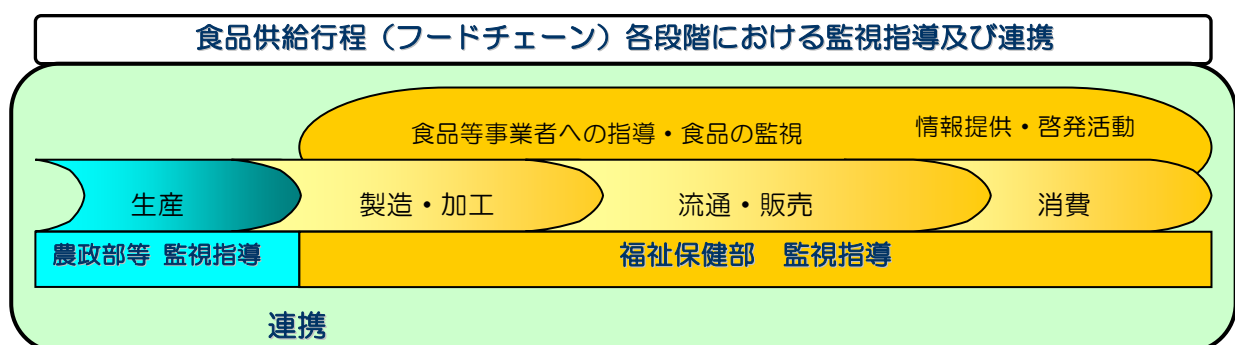 食品供給行程（フードチェーン）各段階における監視指導及び連携
食品等事業者への指導・食品の監視
情報提供・啓発活動
生産
製造・加工
流通・販売
消費
農政部等 監視指導
福祉保健部　監視指導
連携